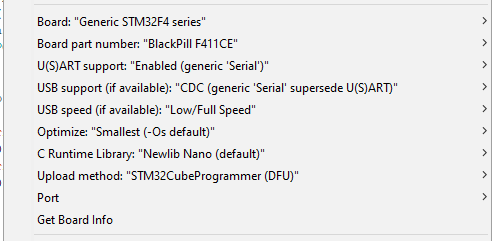 Board: "Generic STM32F4 series"
Board part number: "BlackPill F411CE"
U(S)ART support: "Enabled (generic 'Serial')"
USB support (if available): "CDC (generic 'Serial' supersede U(S)ART)"
USB speed (if available): "Low/Full Speed"
Optimize: "Smallest (-Os default)"
C Runtime Library: "Newlib Nano (default)"
Upload method: "STM32CubeProgrammer (DFU)"
Port
Get Board Info